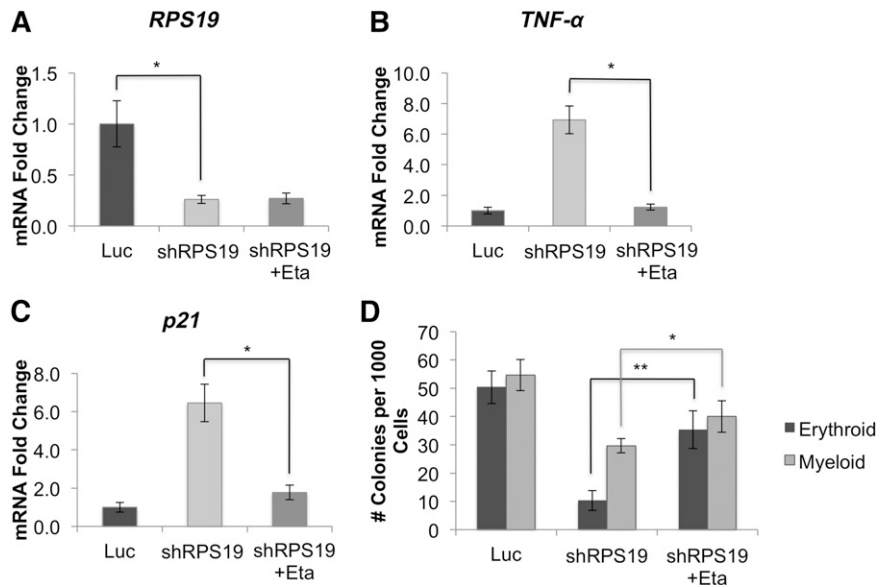 A
RPS19
mRNA Fold Change
1.5
1.0
0.5
0.0
*
Luc
shRPS19
shRPS19
+Eta
B
TNF-α
mRNA Fold Change
10.0
8.0
6.0
4.0
2.0
0.0
*
Luc
shRPS19
shRPS19
+Eta
C
p21
mRNA Fold Change
8.0
6.0
4.0
2.0
0.0
*
Luc
shRPS19
shRPS19
+Eta
D
# Colonies per 1000
Cells
70
60
50
40
30
20
10
0
*
**
Luc
shRPS19
shRPS19
+Eta
Erythroid
Myeloid